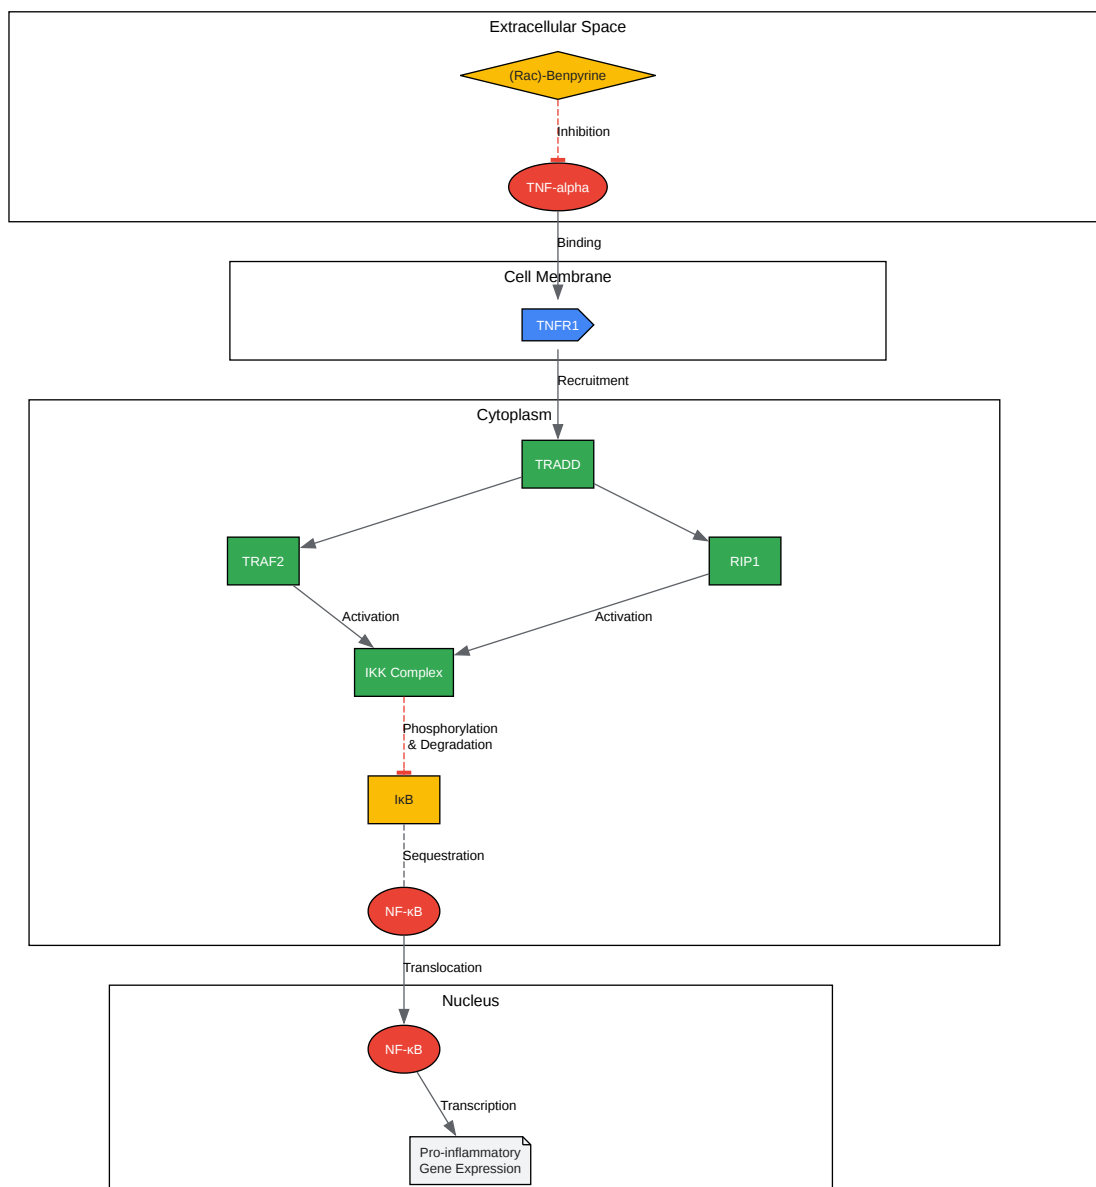 Extracellular Space
(Rac)-Benpyrine
Inhibition
TNF-alpha
Binding
Cell Membrane
TNFR1
Recruitment
Cytoplasm
TRADD
TRAF2
RIP1
Activation
Activation
IKK Complex
Phosphorylation
& Degradation
IκB
Sequestration
NF-κB
Translocation
Nucleus
NF-κB
Transcription
Pro-inflammatory
Gene Expression